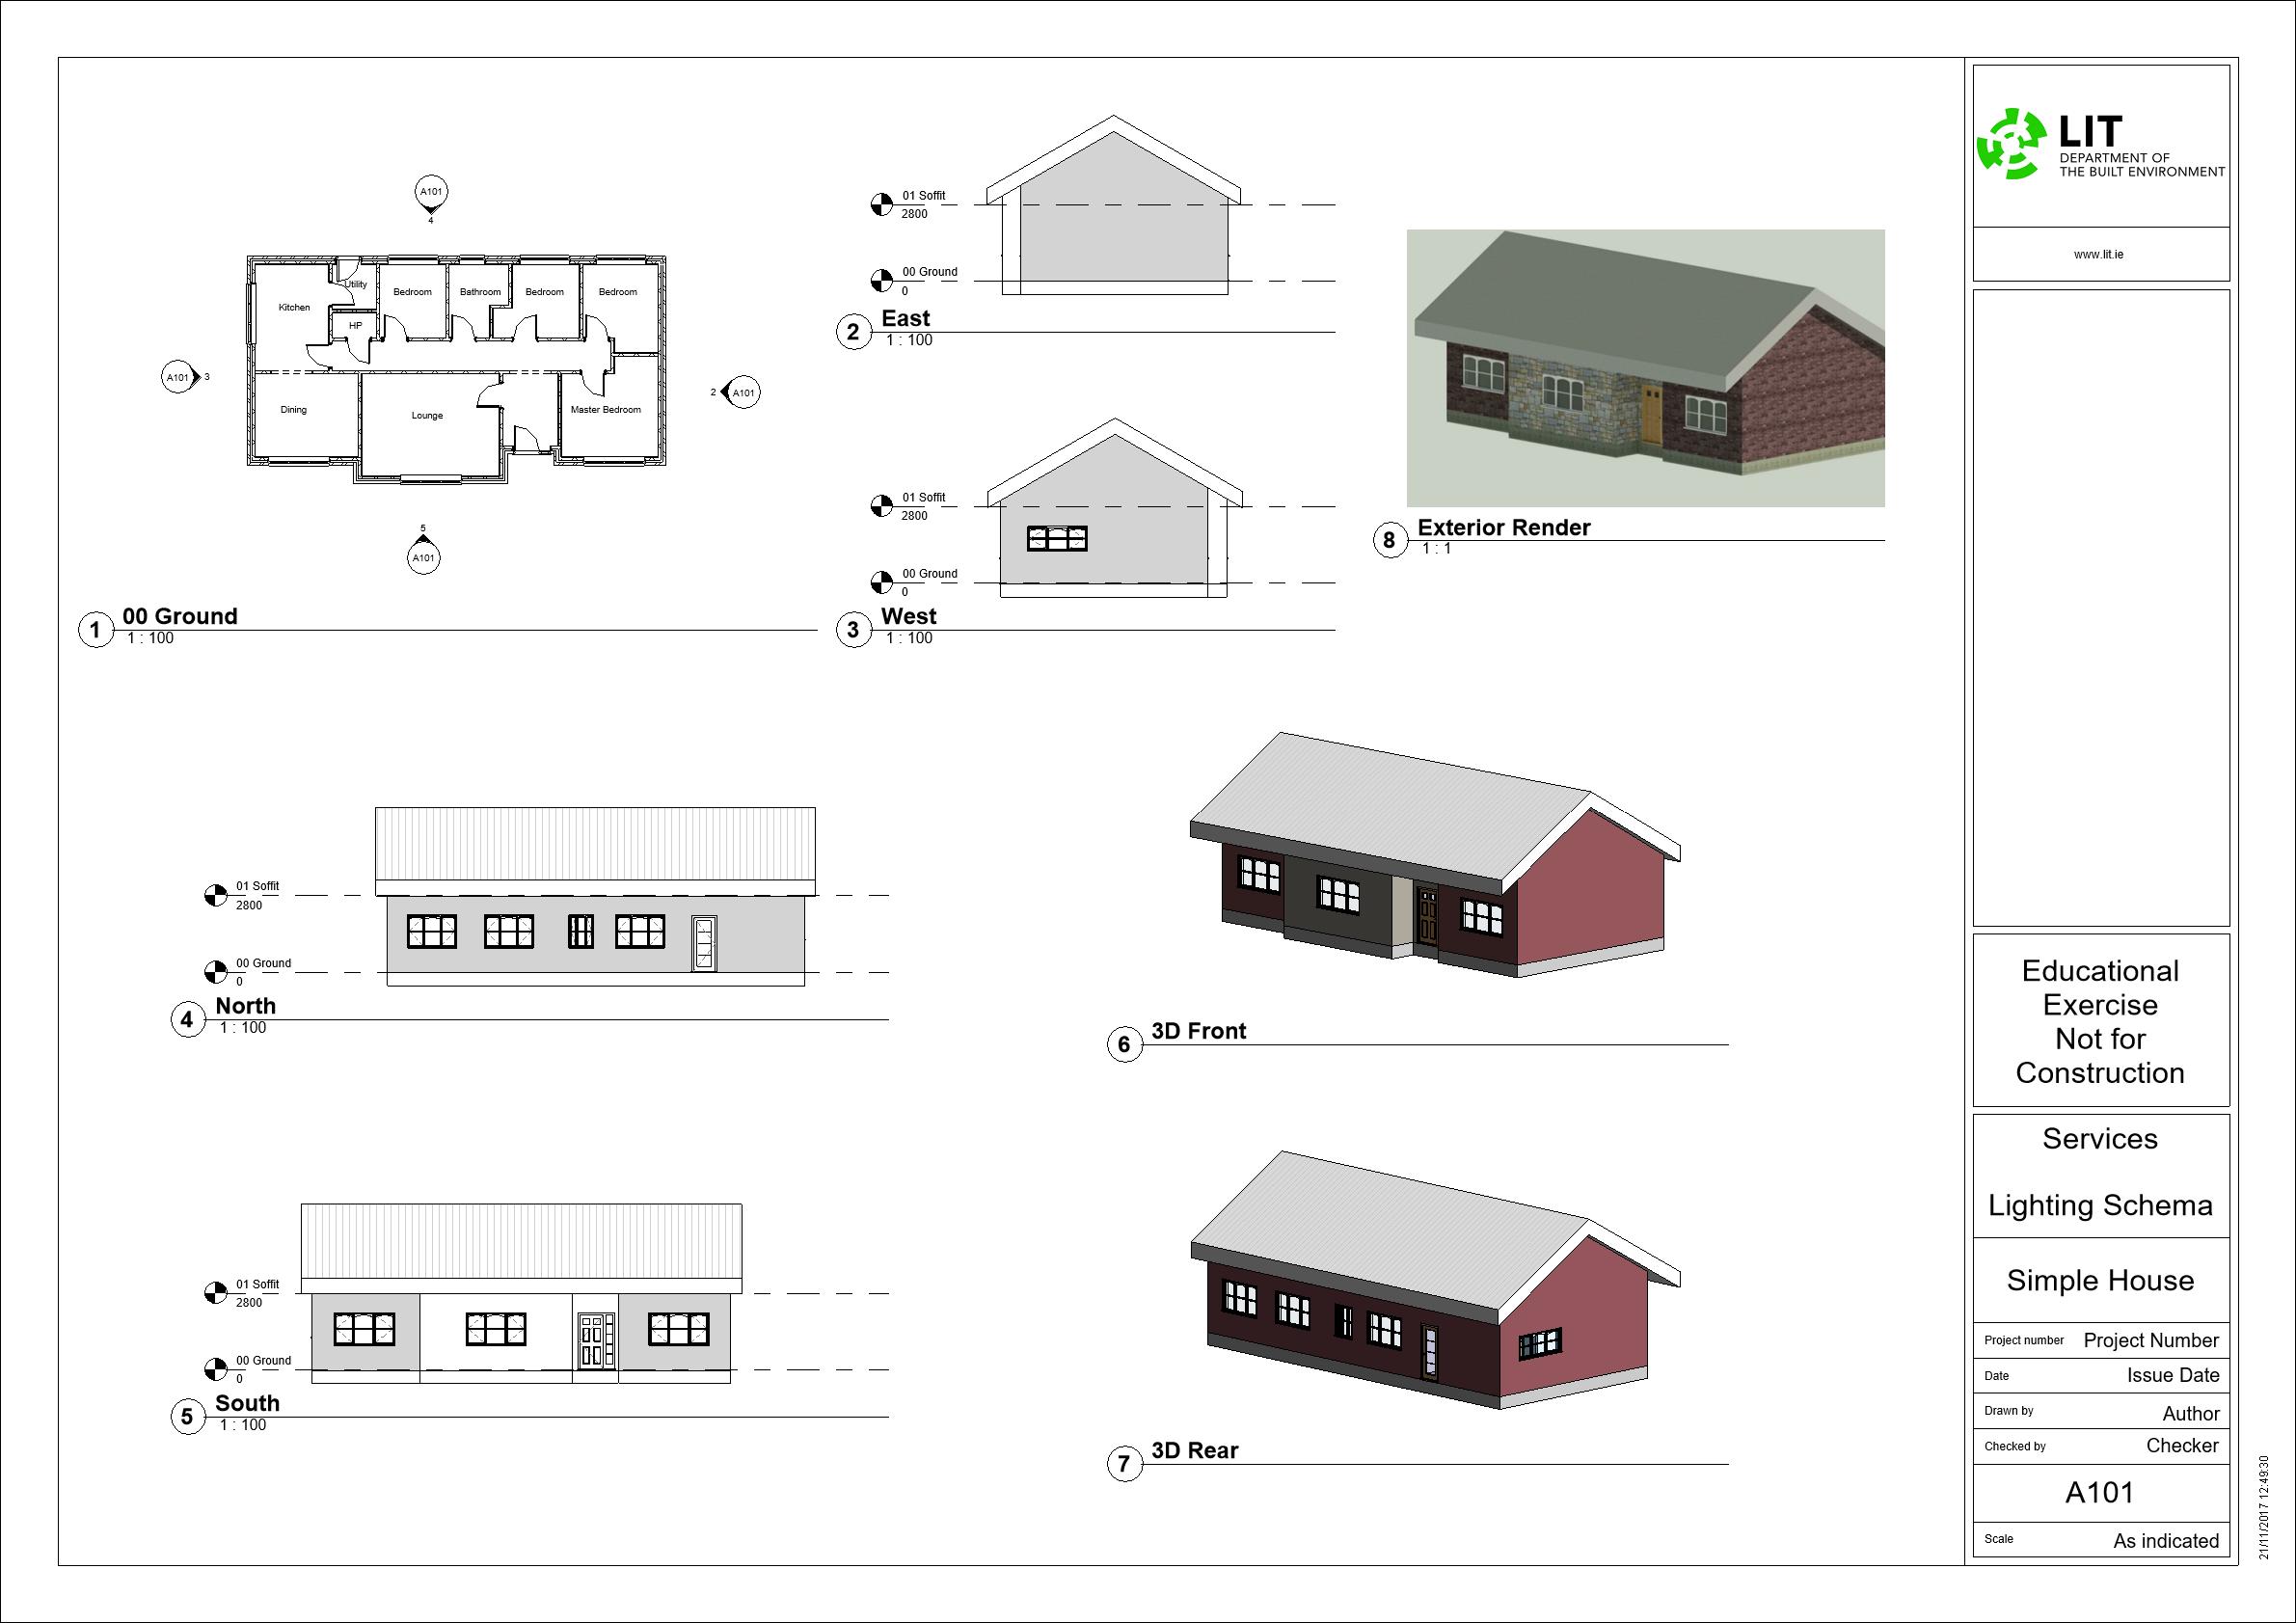 A101
4
Kitchen
Utility
Bedroom
Bathroom
Bedroom
Bedroom
HP
A101
3
2
A101
Dining
Lounge
Master Bedroom
5
A101
1
00 Ground
1 : 100
01 Soffit
2800
00 Ground
0
2
East
1 : 100
01 Soffit
2800
00 Ground
0
3
West
1 : 100
8
Exterior Render
1 : 1
01 Soffit
2800
00 Ground
0
4
North
1 : 100
6
3D Front
01 Soffit
2800
00 Ground
0
5
South
1 : 100
7
3D Rear
LIT
DEPARTMENT OF
THE BUILT ENVIRONMENT
www.lit.ie
Educational
Exercise
Not for
Construction
Services
Lighting Schema
Simple House
Project number Project Number
Date Issue Date
Drawn by Author
Checked by Checker
A101
Scale As indicated
21/11/2017 12:49:30